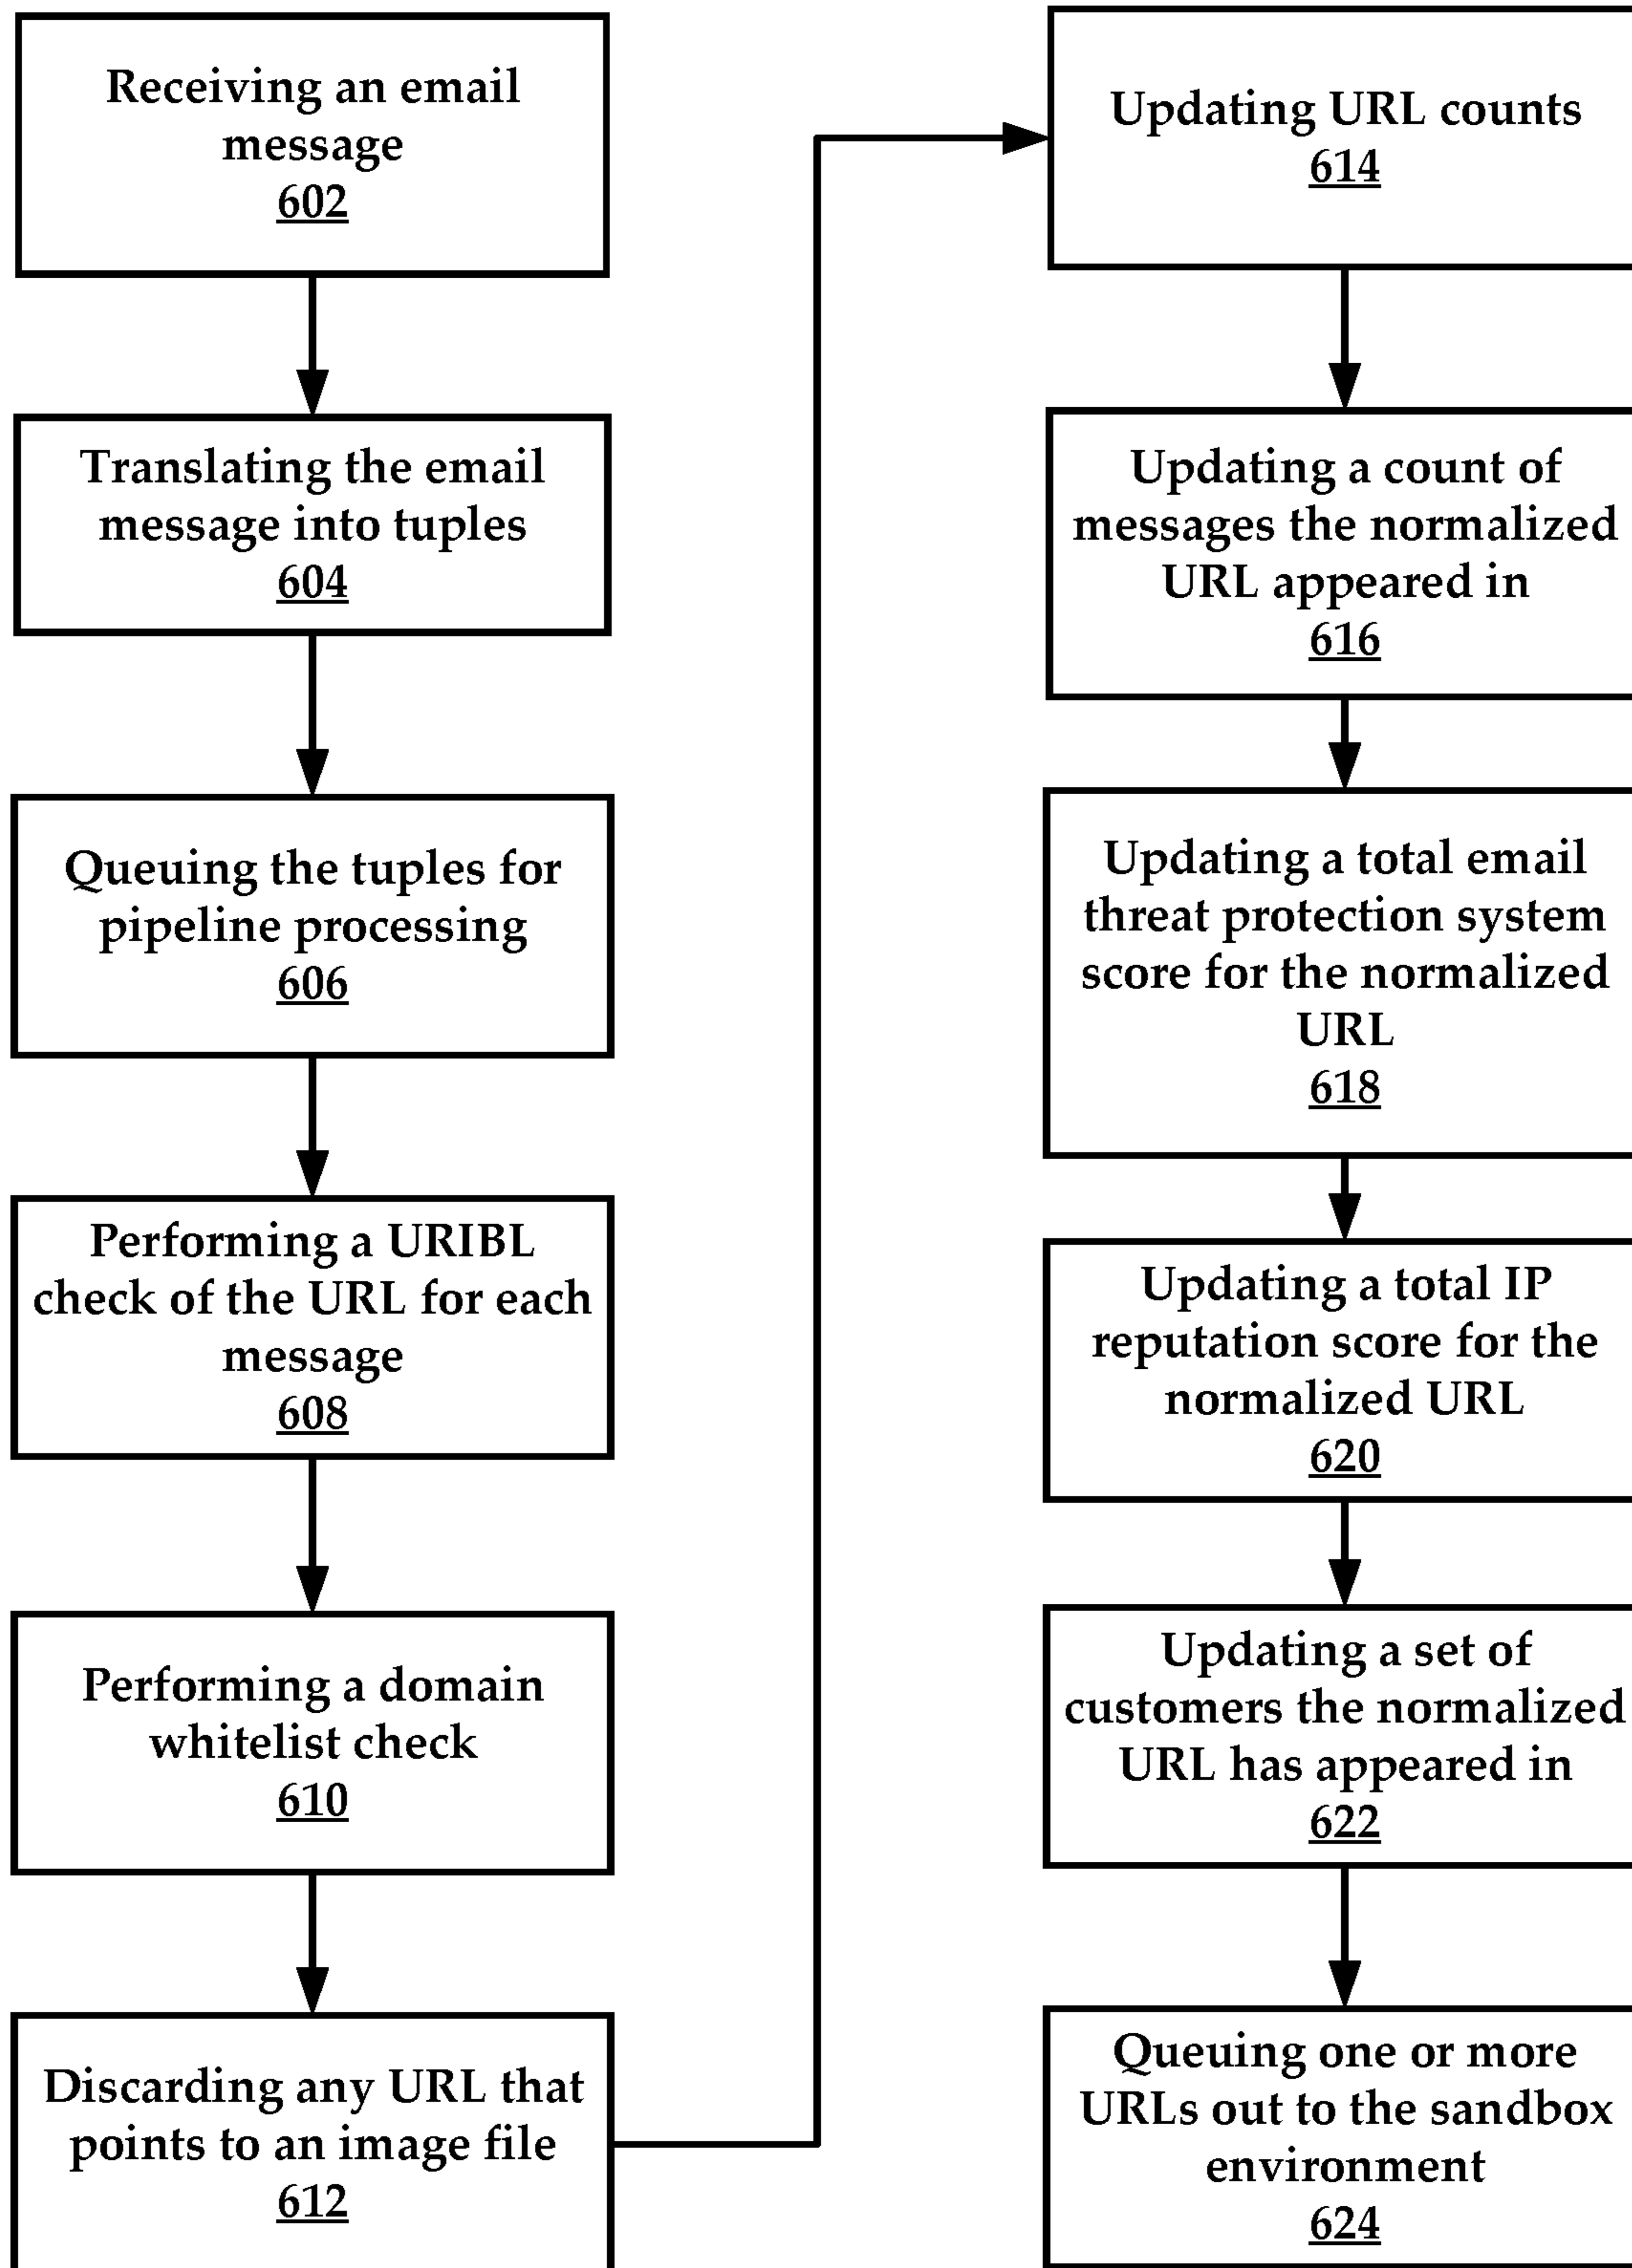 Receiving an email
message
602
Translating the email
message into tuples
604
Queuing the tuples for
pipeline processing
606
Performing a URIBL
check of the URL for each
message
608
Performing a domain
whitelist check
610
Discarding any URL that
points to an image file
612
Updating URL counts
614
Updating a count of
messages the normalized
URL appeared in
616
Updating a total email
threat protection system
score for the normalized
URL
618
Updating a total IP
reputation score for the
normalized URL
620
Updating a set of
customers the normalized
URL has appeared in
622
Queuing one or more
URLs out to the sandbox
environment
624